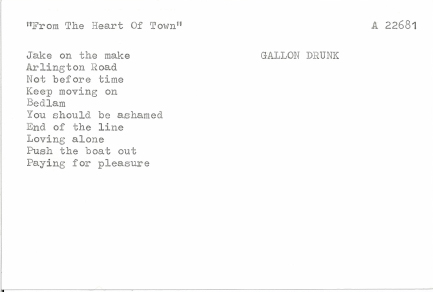 "From The Heart Of Town" A 22681
Jake on the make GALLON DRUNK
Arlington Road
Not before time
Keep moving on
Bedlam
You should be ashamed
End of the line
Loving alone
Push the boat out
Paying for pleasure